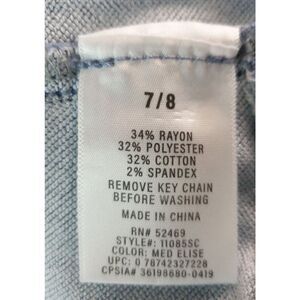 7/8
34% RAYON
32% POLYESTER
32% COTTON
2% SPANDEX
REMOVE KEY CHAIN
BEFORE WASHING
MADE IN CHINA
RN# 52469
STYLE#: 11085SC
COLOR: MED ELISE
UPC: 0 7874237228
CPSIA# 36198680-0419